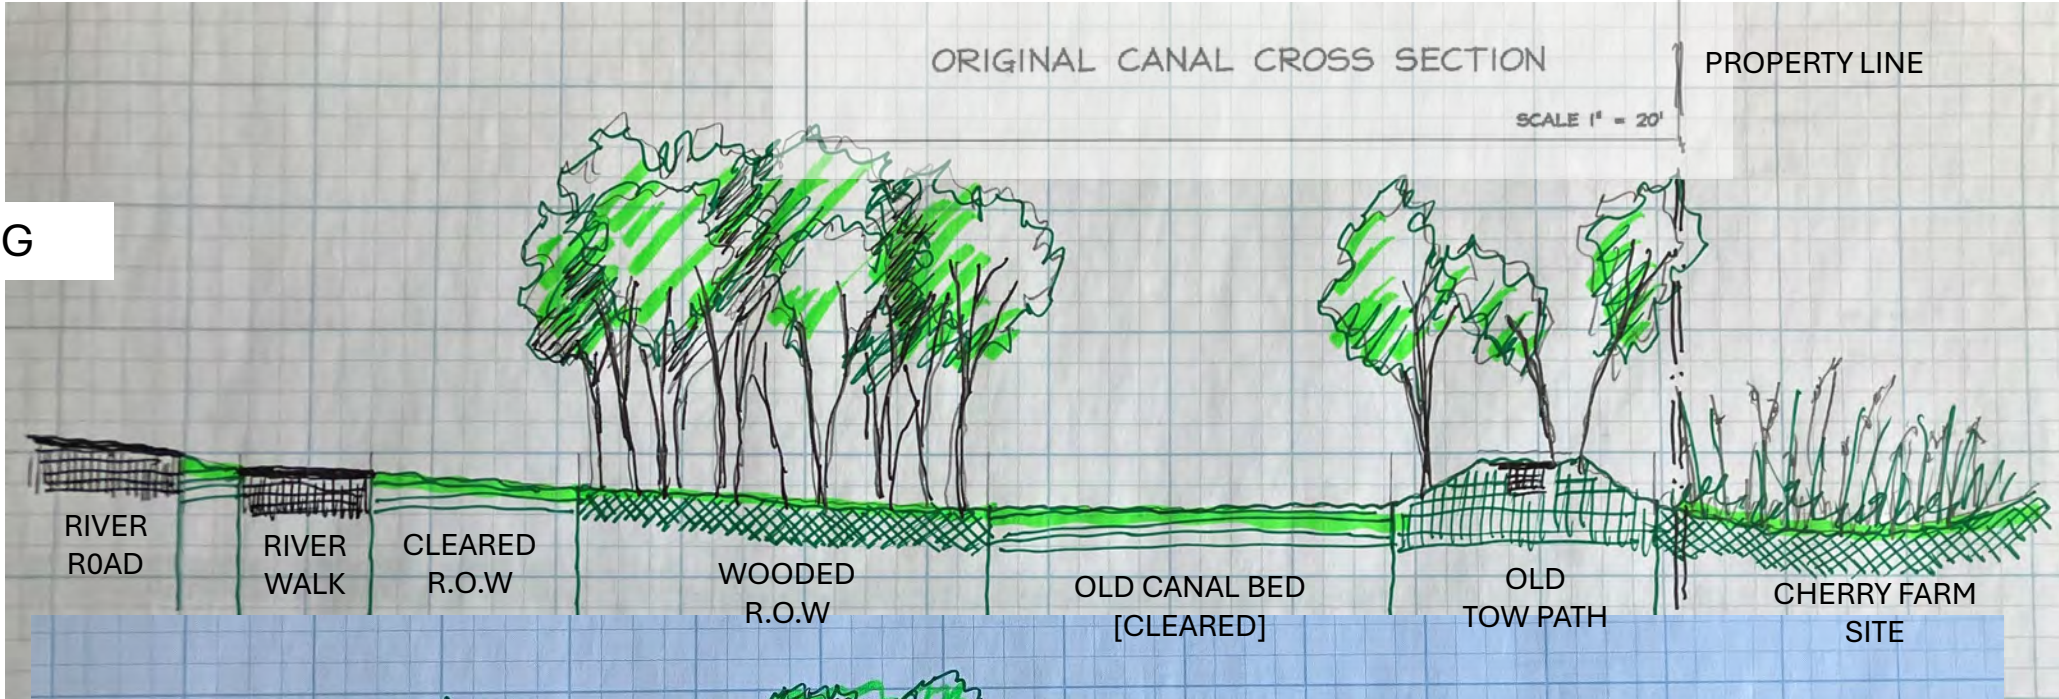 ORIGINAL CANAL CROSS SECTION
PROPERTY LINE
SCALE 1" = 20'
G
RIVER
R0AD
RIVER
WALK
CLEARED
R.O.W
WOODED
R.O.W
OLD CANAL BED
[CLEARED]
OLD
TOW PATH
CHERRY FARM
SITE